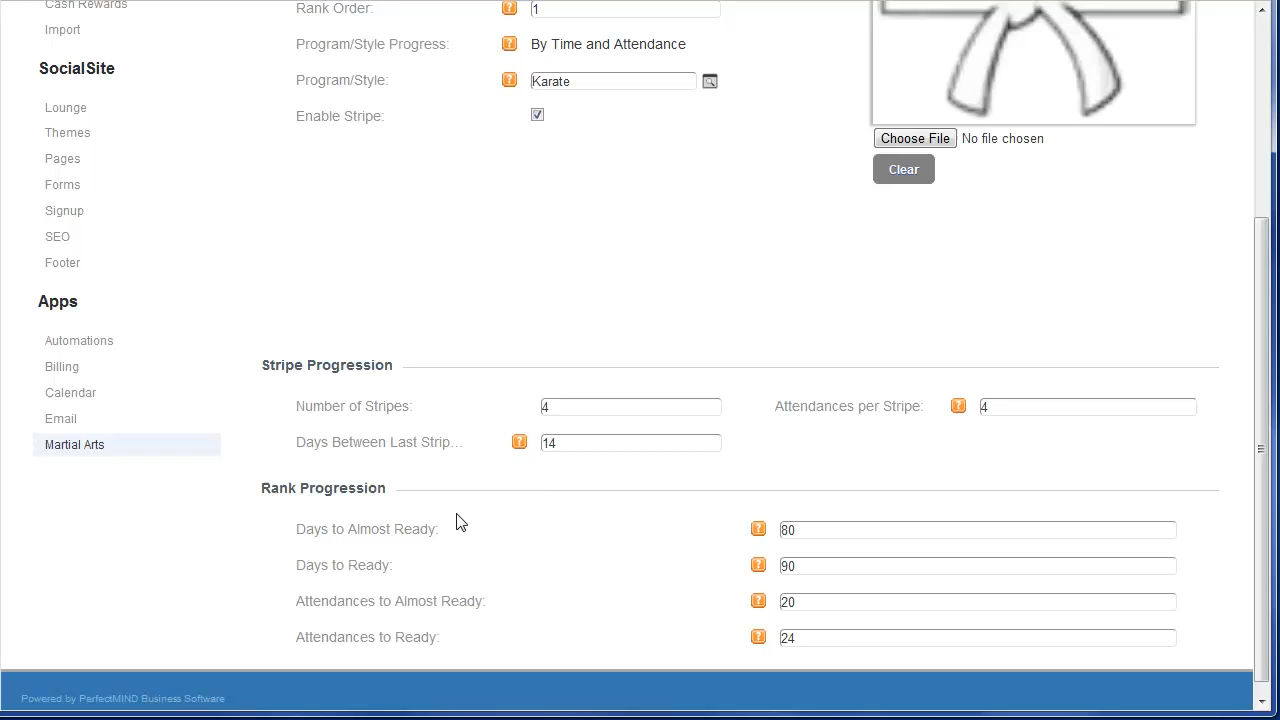 Cash Rewards
Import
SocialSite
Lounge
Themes
Pages
Forms
Signup
SEO
Footer
Apps
Automations
Billing
Calendar
Email
Martial Arts
Rank Order: ? 1
Program/Style Progress: ? By Time and Attendance
Program/Style: ? Karate
Enable Stripe:
Choose File No file chosen
Clear
Stripe Progression
Number of Stripes: 4 Attendances per Stripe: ? 4
Days Between Last Strip... ? 14
Rank Progression
Days to Almost Ready: ? 80
Days to Ready: ? 90
Attendances to Almost Ready: ? 20
Attendances to Ready: ? 24
Powered by PerfectMIND Business Software